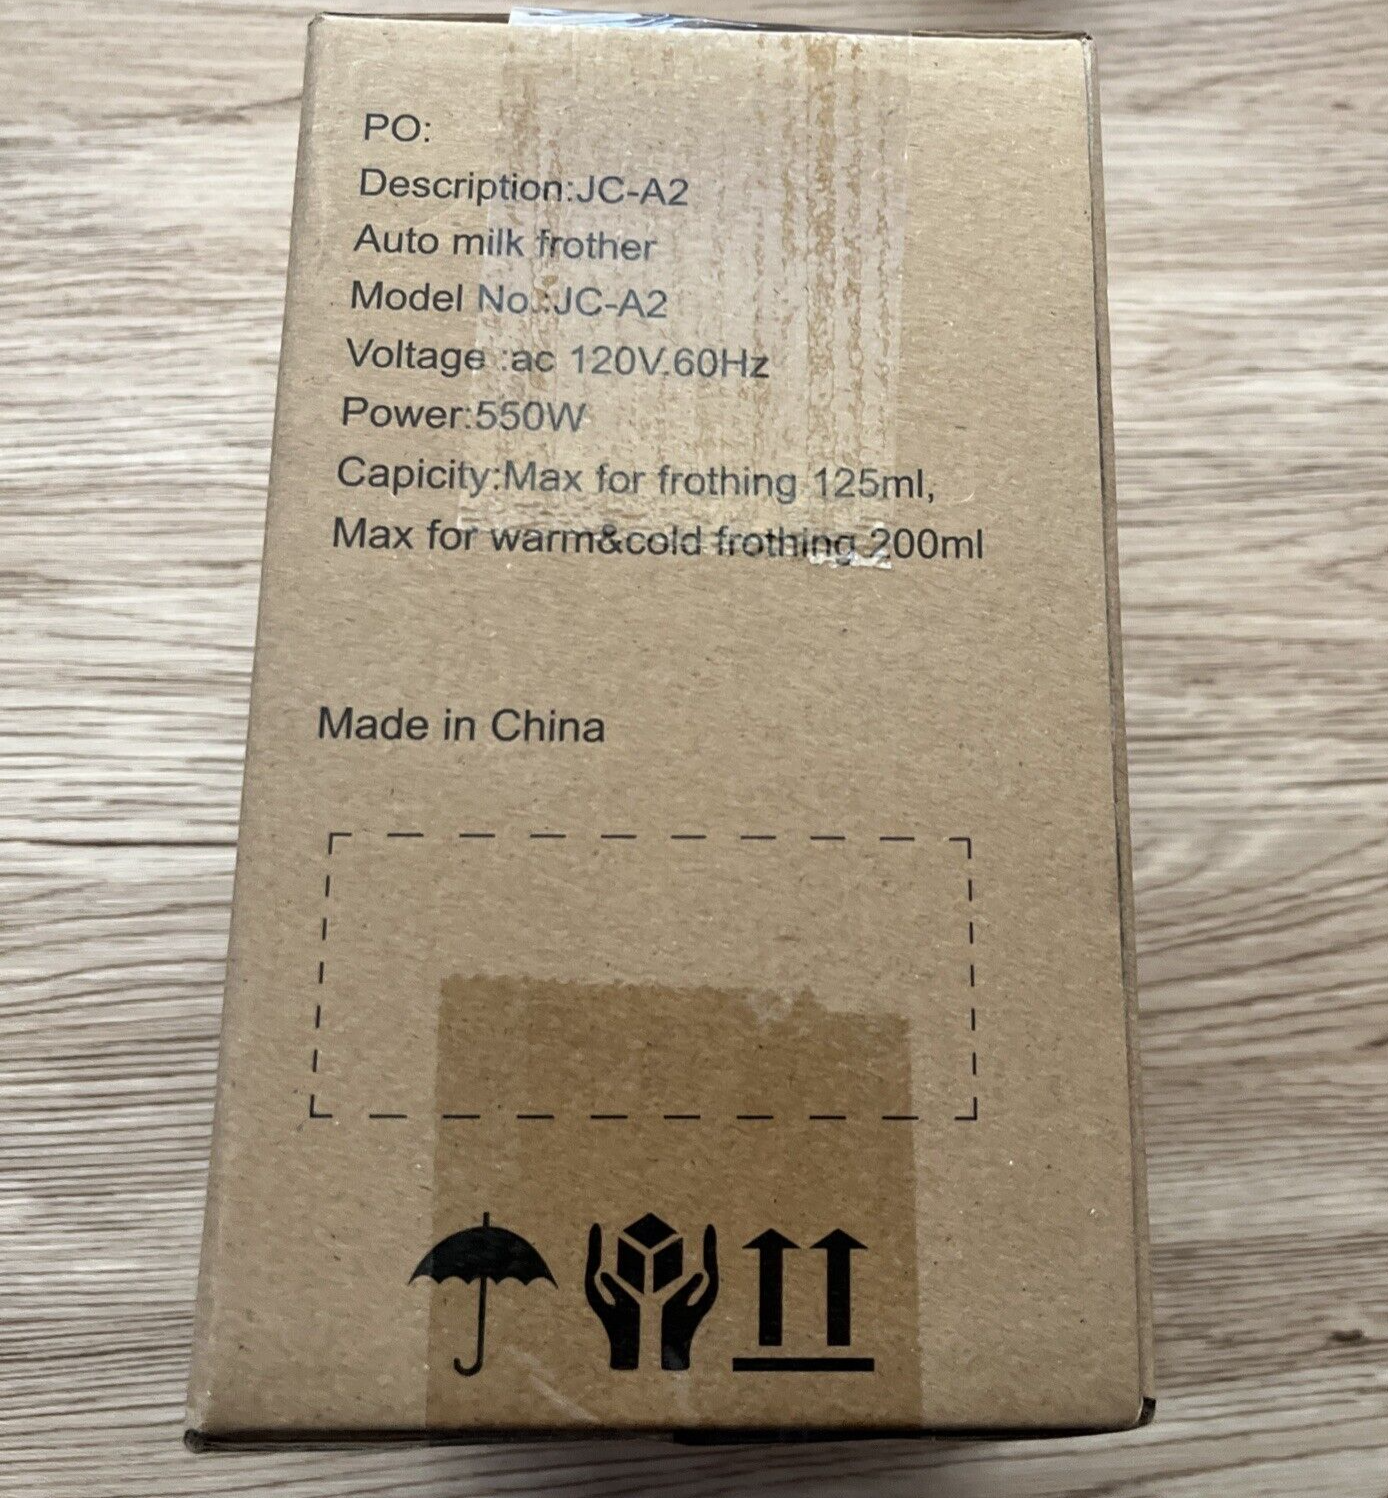 PO:
Description:JC-A2
Auto milk frother
Model No.:JC-A2
Voltage :ac 120V.60Hz
Power:550W
Capicity:Max for frothing 125ml,
Max for warm&cold frothing 200ml
Made in China